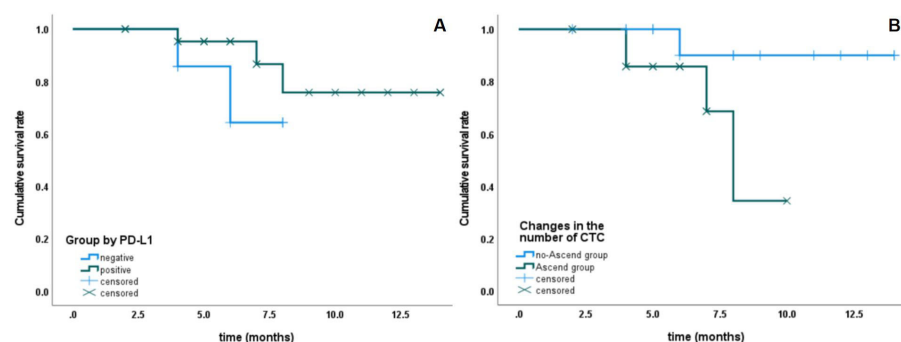 A
1.0
0.8
0.6
0.4
0.2
0.0
Cumulative survival rate
Group by PD-L1
negative
positive
censored
censored
.0 2.5 5.0 7.5 10.0 12.5
time (months)
B
1.0
0.8
0.6
0.4
0.2
0.0
Cumulative survival rate
Changes in the
number of CTC
no-Ascend group
Ascend group
censored
censored
.0 2.5 5.0 7.5 10.0 12.5
time (months)